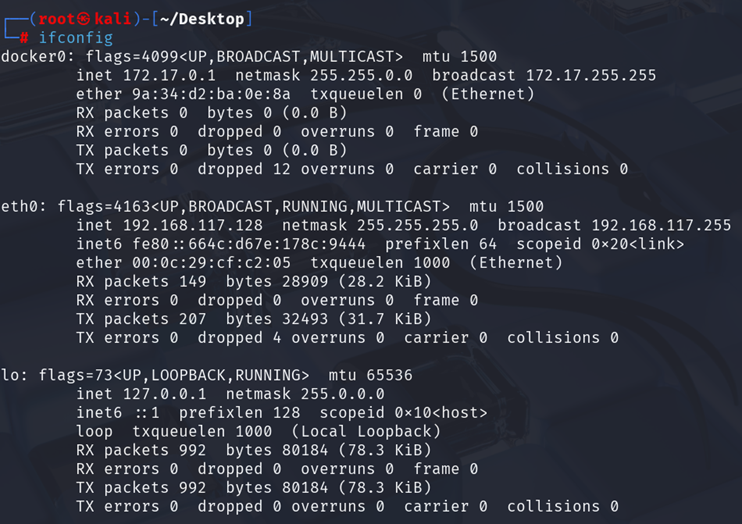 ┌──(root㉿kali)-[~/Desktop]
└─# ifconfig
docker0: flags=4099<UP,BROADCAST,MULTICAST>  mtu 1500
        inet 172.17.0.1  netmask 255.255.0.0  broadcast 172.17.255.255
        ether 9a:34:d2:ba:0e:8a  txqueuelen 0  (Ethernet)
        RX packets 0  bytes 0 (0.0 B)
        RX errors 0  dropped 0  overruns 0  frame 0
        TX packets 0  bytes 0 (0.0 B)
        TX errors 0  dropped 12 overruns 0  carrier 0  collisions 0

eth0: flags=4163<UP,BROADCAST,RUNNING,MULTICAST>  mtu 1500
        inet 192.168.117.128  netmask 255.255.255.0  broadcast 192.168.117.255
        inet6 fe80::664c:d67e:178c:9444  prefixlen 64  scopeid 0×20<link>
        ether 00:0c:29:cf:c2:05  txqueuelen 1000  (Ethernet)
        RX packets 149  bytes 28909 (28.2 KiB)
        RX errors 0  dropped 0  overruns 0  frame 0
        TX packets 207  bytes 32493 (31.7 KiB)
        TX errors 0  dropped 4 overruns 0  carrier 0  collisions 0

lo: flags=73<UP,LOOPBACK,RUNNING>  mtu 65536
        inet 127.0.0.1  netmask 255.0.0.0
        inet6 ::1  prefixlen 128  scopeid 0×10<host>
        loop  txqueuelen 1000  (Local Loopback)
        RX packets 992  bytes 80184 (78.3 KiB)
        RX errors 0  dropped 0  overruns 0  frame 0
        TX packets 992  bytes 80184 (78.3 KiB)
        TX errors 0  dropped 0 overruns 0  carrier 0  collisions 0